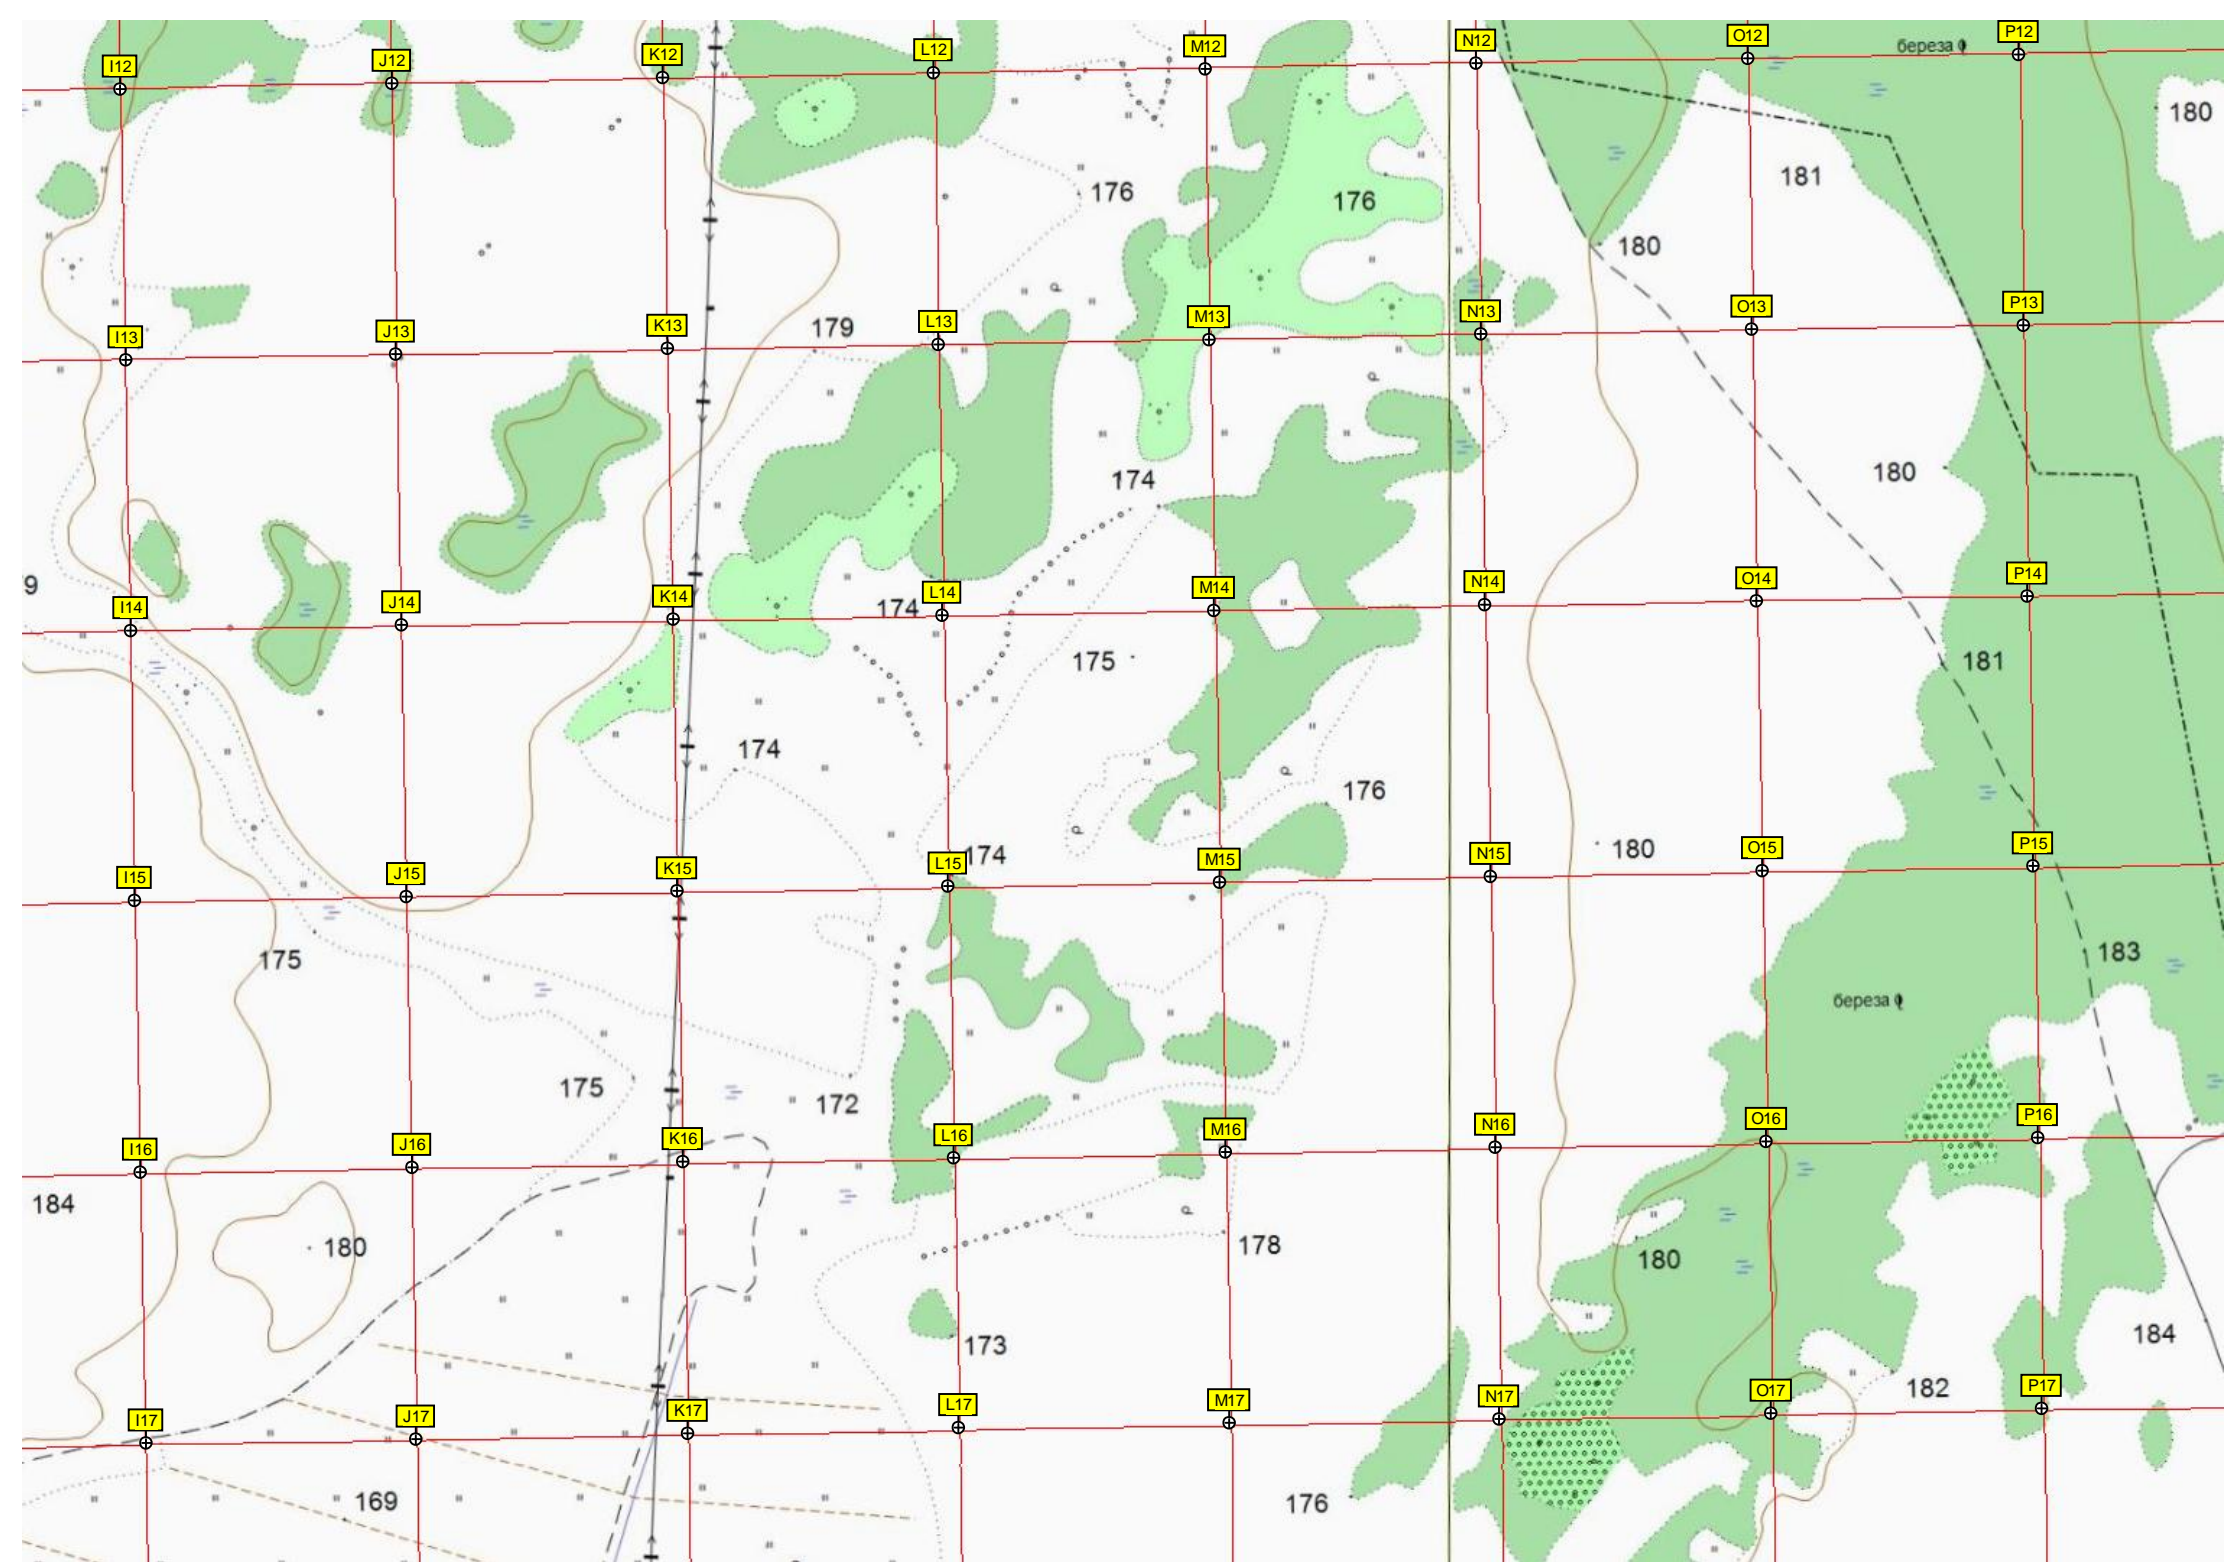 P12
O12
береза
N12
M12
L12
K12
J12
I12
180
181
176
176
180
P13
O13
N13
M13
L13
K13
179
J13
I13
174
180
9
P14
O14
N14
M14
L14
174
K14
J14
I14
175
181
174
176
P15
O15
180
N15
M15
174
L15
K15
J15
I15
175
183
береза
175
172
P16
O16
N16
M16
L16
K16
J16
I16
184
180
178
180
173
184
P17
182
O17
N17
M17
L17
K17
J17
I17
169
176